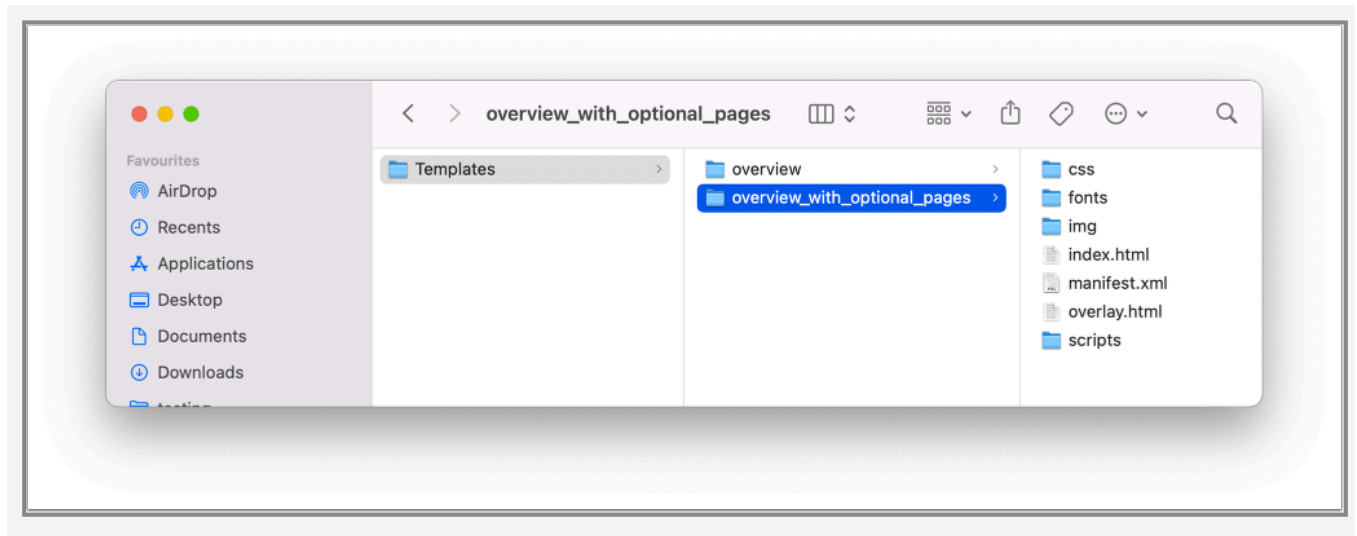 overview_with_optional_pages
Favourites
AirDrop
Recents
Applications
Desktop
Documents
Downloads
Templates
overview
overview_with_optional_pages
css
fonts
img
index.html
manifest.xml
overlay.html
scripts